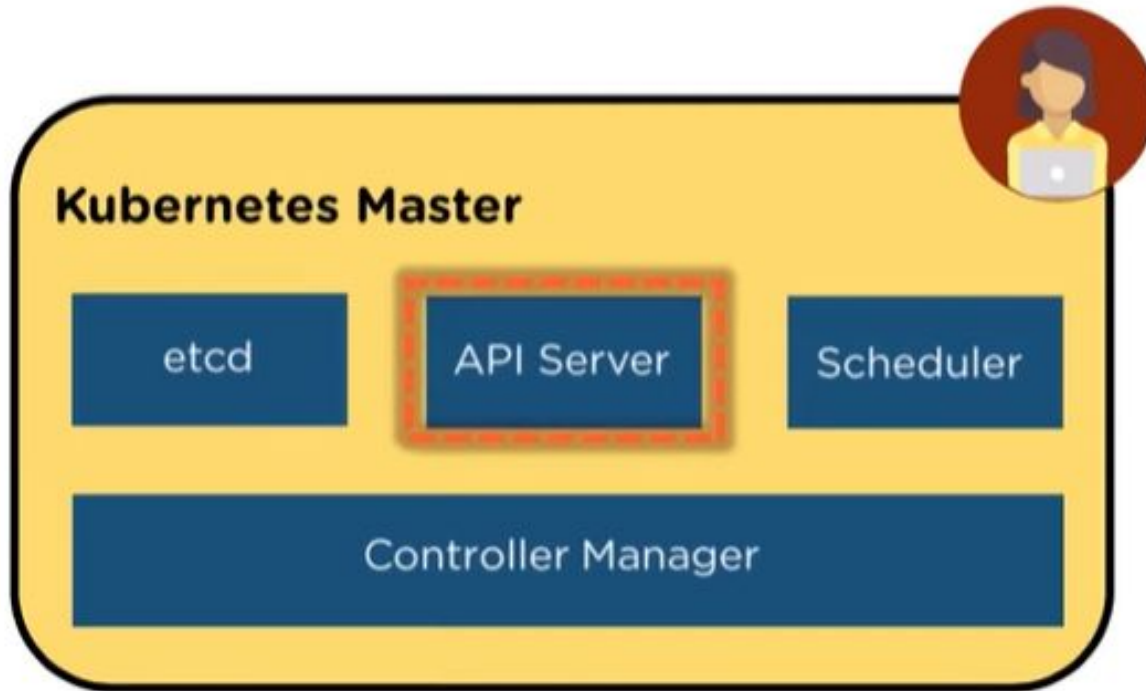 Kubernetes Master
etcd
API Server
Scheduler
Controller Manager